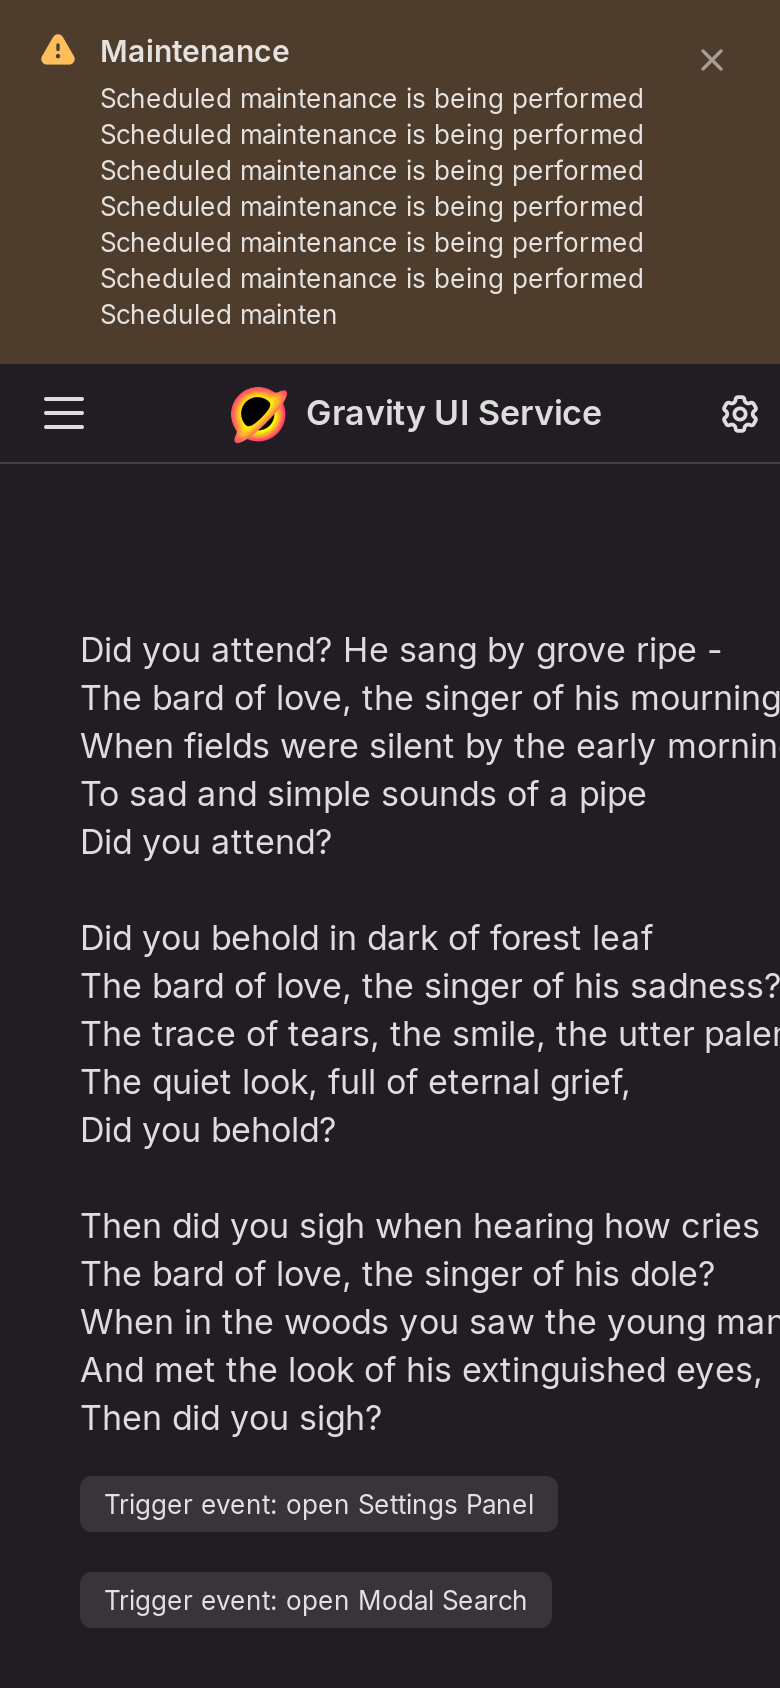 Maintenance
Scheduled maintenance is being performed
Scheduled maintenance is being performed
Scheduled maintenance is being performed
Scheduled maintenance is being performed
Scheduled maintenance is being performed
Scheduled maintenance is being performed
Scheduled mainten
Gravity UI Service
Did you attend? He sang by grove ripe -
The bard of love, the singer of his mourning
When fields were silent by the early
To sad and simple sounds of a pipe
Did you attend?
Did you behold in dark of forest leaf
The bard of love, the singer of his sadness?
The trace of tears, the smile, the utter
The quiet look, full of eternal grief,
Did you behold?
Then did you sigh when hearing how cries
The bard of love, the singer of his dole?
When in the woods you saw the young man
And met the look of his extinguished eyes,
Then did you sigh?
Trigger event: open Settings Panel
Trigger event: open Modal Search